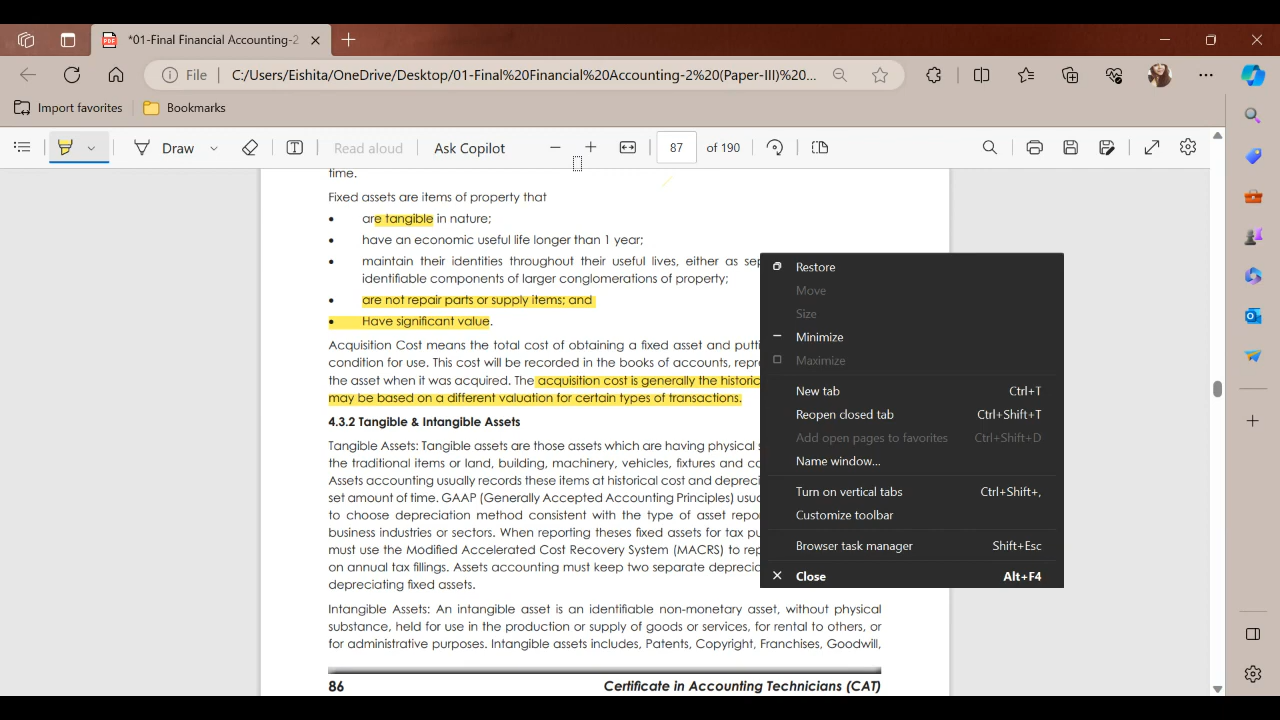 *01-Final Financial Accounting-2
File
C:/Users/Eishita/OneDrive/Desktop/01-Final%20Financial%20Accounting-2%20(Paper-III)%20...
Import favorites
Bookmarks
Draw
Read aloud
Ask Copilot
87
of 190
time.
Fixed assets are items of property that
• are tangible in nature;
• have an economic useful life longer than 1 year;
• maintain their identities throughout their useful lives, either as
identifiable components of larger conglomerations of property;
• are not repair parts or supply items; and
• Have significant value.
Acquisition Cost means the total cost of obtaining a fixed asset and
condition for use. This cost will be recorded in the books of accounts,
the asset when it was acquired. The acquisition cost is generally the
may be based on a different valuation for certain types of transactions.
4.3.2 Tangible & Intangible Assets
Tangible Assets: Tangible assets are those assets which are having physical
the traditional items or land, building, machinery, vehicles, fixtures and
Assets accounting usually records these items at historical cost and
set amount of time. GAAP (Generally Accepted Accounting Principles)
to choose depreciation method consistent with the type of asset
business industries or sectors. When reporting theses fixed assets for tax
must use the Modified Accelerated Cost Recovery System (MACRS) to
on annual tax fillings. Assets accounting must keep two separate
depreciating fixed assets.
Intangible Assets: An intangible asset is an identifiable non-monetary asset, without physical
substance, held for use in the production or supply of goods or services, for rental to others, or
for administrative purposes. Intangible assets includes, Patents, Copyright, Franchises, Goodwill,
86 Certificate in Accounting Technicians (CAT)
Restore
Move
Size
Minimize
Maximize
New tab Ctrl+T
Reopen closed tab Ctrl+Shift+T
Add open pages to favorites Ctrl+Shift+D
Name window...
Turn on vertical tabs Ctrl+Shift+,
Customize toolbar
Browser task manager Shift+Esc
Close Alt+F4